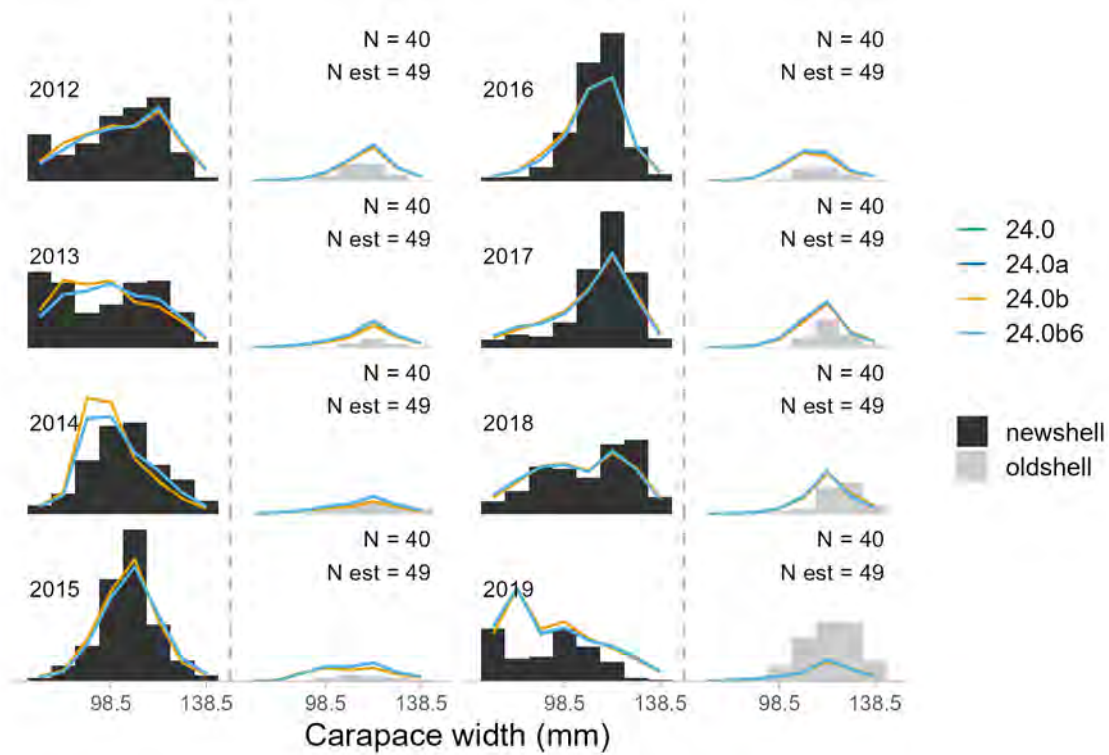 N = 40
N est = 49
2012
N = 40
N est = 49
2016
N = 40
N est = 49
2013
N = 40
N est = 49
2017
N = 40
N est = 49
2014
N = 40
N est = 49
2018
N = 40
N est = 49
2015
N = 40
N est = 49
2019
98.5 138.5 98.5 138.5 98.5 138.5 98.5 138.5
Carapace width (mm)
24.0
24.0a
24.0b
24.0b6
newshell
oldshell